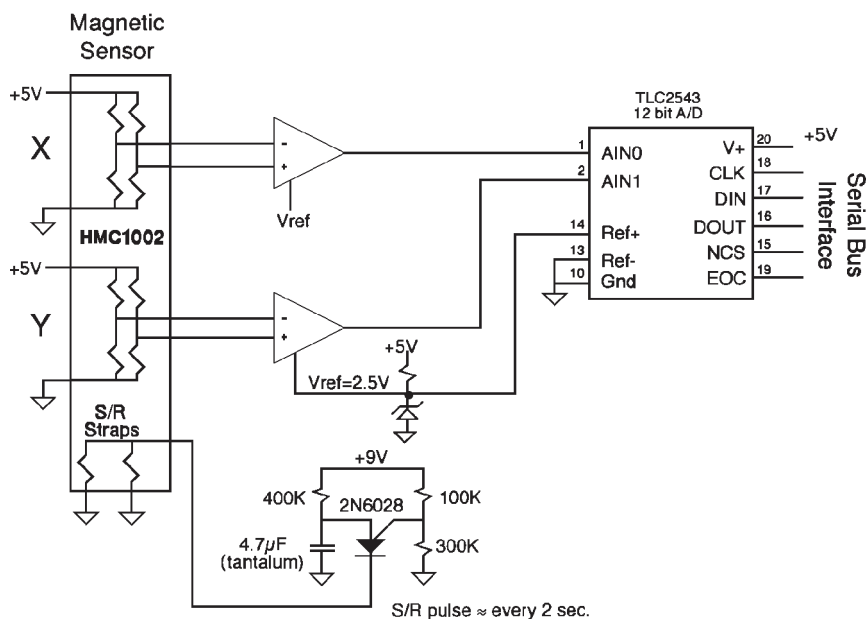 Magnetic
Sensor
+5V
X
HMC1002
+5V
Y
S/R
Straps
-
+
Vref
-
+
Vref=2.5V
+5V
TLC2543
12 bit A/D
1
AIN0
2
AIN1
14
Ref+
13
Ref-
10
Gnd
V+
20
+5V
CLK
18
DIN
17
DOUT
16
NCS
15
EOC
19
Serial Bus
Interface
+9V
400K
2N6028
100K
4.7µF
(tantalum)
300K
S/R pulse ≈ every 2 sec.